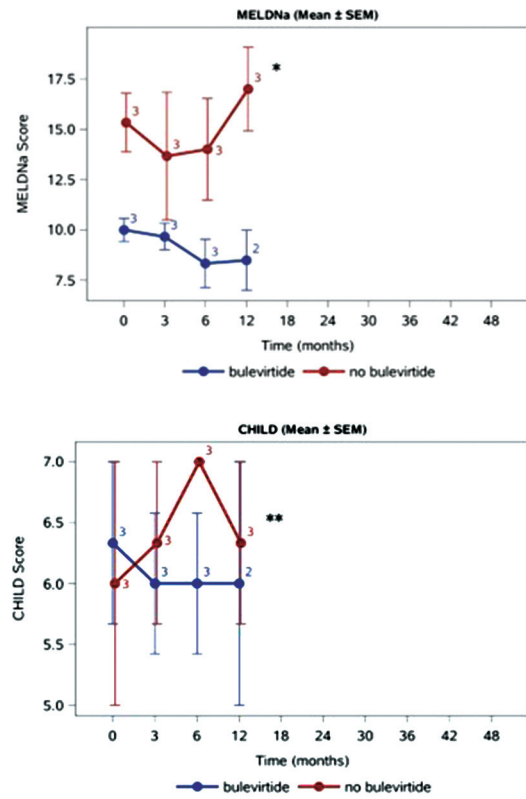 MELDNa (Mean ± SEM)
17.5
15.0
12.5
10.0
7.5
MELDNa Score
3
3
3
3
*
3
3
3
2
0 3 6 12 18 24 30 36 42 48
Time (months)
bulevirtide no bulevirtide
CHILD (Mean ± SEM)
7.0
6.5
6.0
5.5
5.0
CHILD Score
3
3
3
3
**
3
3
3
2
0 3 6 12 18 24 30 36 42 48
Time (months)
bulevirtide no bulevirtide